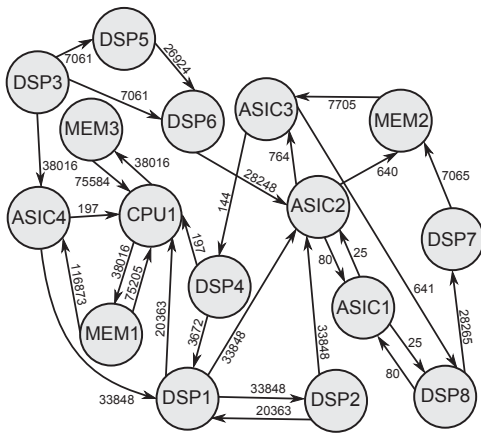 DSP5
7061
26924
DSP3
7061
ASIC3
7705
MEM2
MEM3
DSP6
38016
38016
764
640
75584
28248
7065
ASIC4
197
CPU1
144
ASIC2
197
DSP7
38016
80
25
116873
75205
DSP4
641
ASIC1
MEM1
20363
3672
33848
33848
28265
25
80
33848
DSP1
33848
DSP2
20363
DSP8